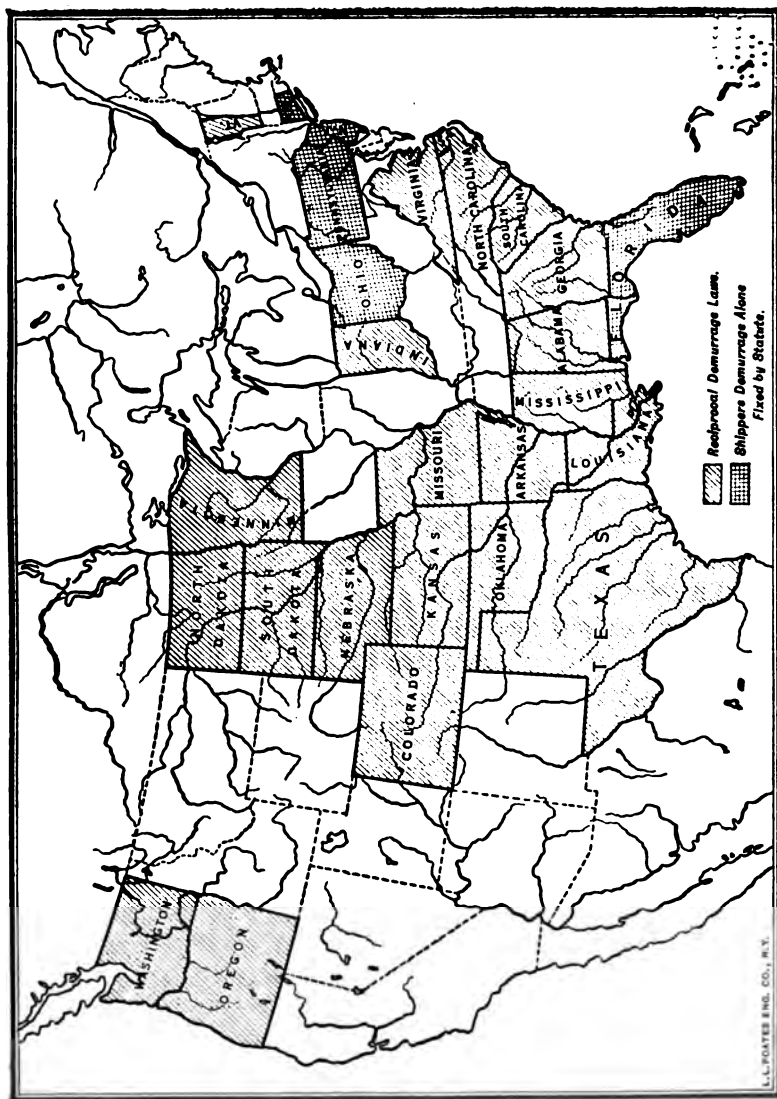 WASHINGTON
OREGON
NORTH
DAKOTA
SOUTH
DAKOTA
NEBRASKA
MINNESOTA
COLORADO
KANSAS
OKLAHOMA
TEXAS
MISSOURI
ARKANSAS
LOUISIANA
MISSISSIPPI
ALABAMA
GEORGIA
FLORIDA
SOUTH
CAROLINA
NORTH CAROLINA
VIRGINIA
INDIANA
OHIO
PENNSYLVANIA
Reciprocal Demurrage Laws.
Shippers Demurrage Alone
Fixed by Statute.
L.L.POATES ENG. CO., N.Y.